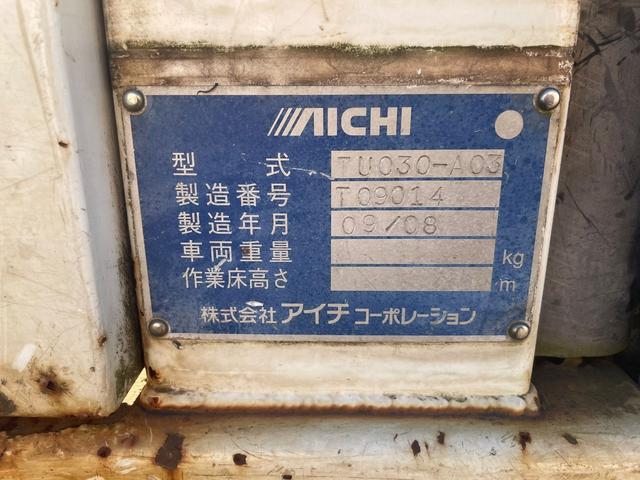 AICHI
型式 TU030-A03
製造番号 T09014
製造年月 09/08
車両重量 kg
作業床高さ m
株式会社 アイチ コーポレーション